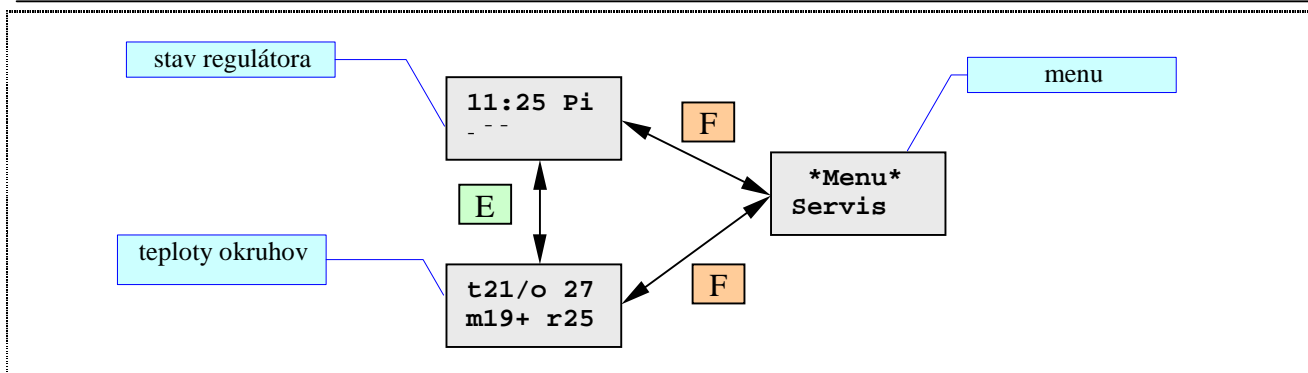 stav regulátora
menu
11:25 Pi
- - -
F
*Menu*
Servis
E
teploty okruhov
t21/o 27
m19+ r25
F